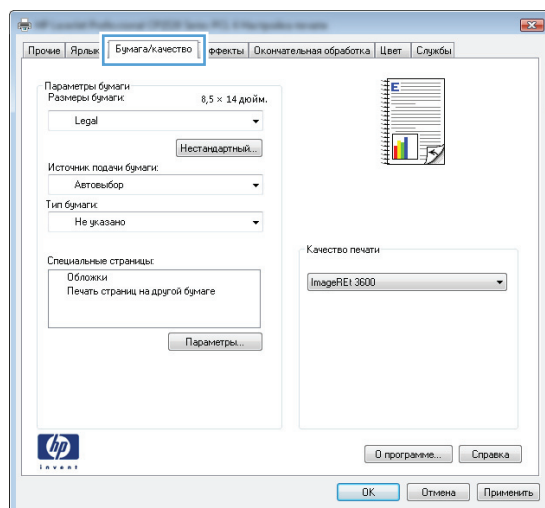 Прочие Ярлык Бумага/качество ффекты Окончательная обработка Цвет Службы
Параметры бумаги
Размеры бумаги: 8,5 × 14 дюйм.
Legal
Нестандартный...
Источник подачи бумаги:
Автовыбор
Тип бумаги:
Не указано
Специальные страницы:
Обложки
Печать страниц на другой бумаге
Параметры...
E
Качество печати
ImageREt 3600
hp
invent
О программе... Справка
OK Отмена Применить